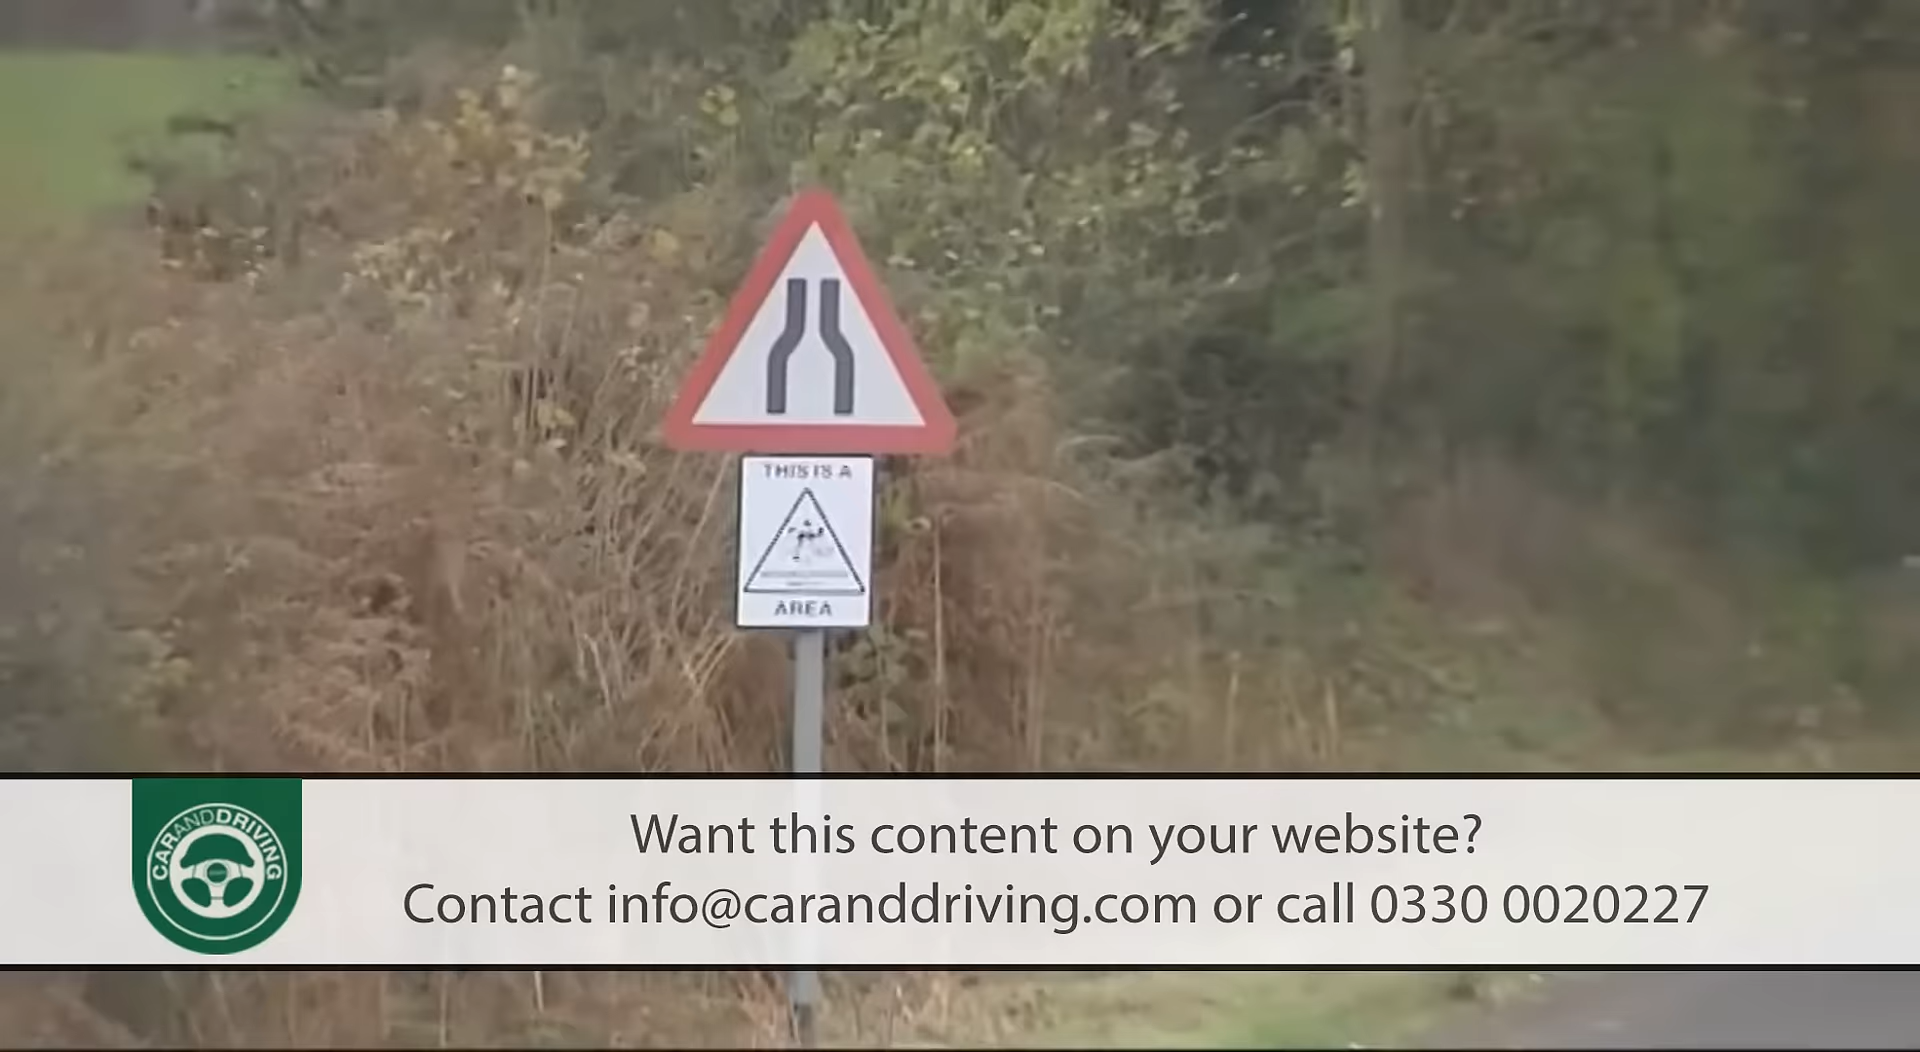 THIS IS A
AREA
CARANDDRIVING
Want this content on your website?
Contact info@caranddriving.com or call 0330 0020227